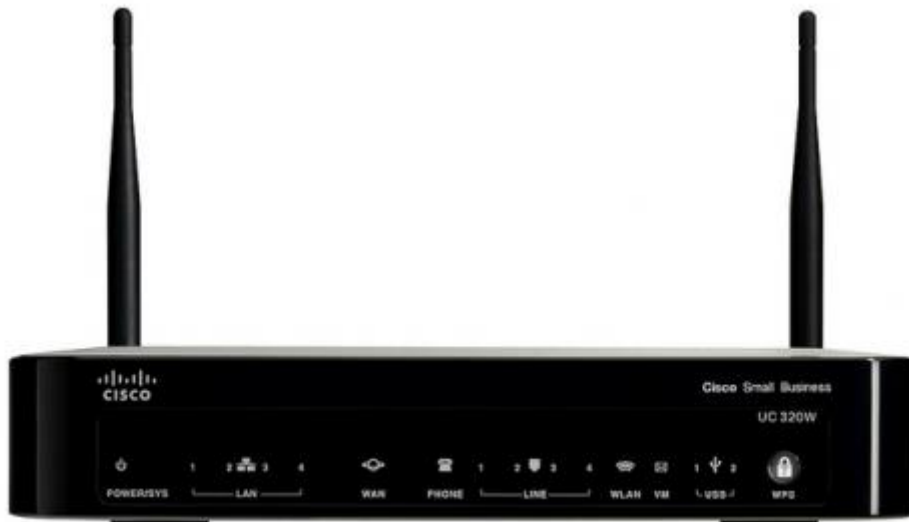 CISCO
Cisco Small Business
UC 320W
1 2 3 4 1 2 3 4 1 2
POWER/SYS LAN WAN PHONE LINE WLAN VM USB WPS